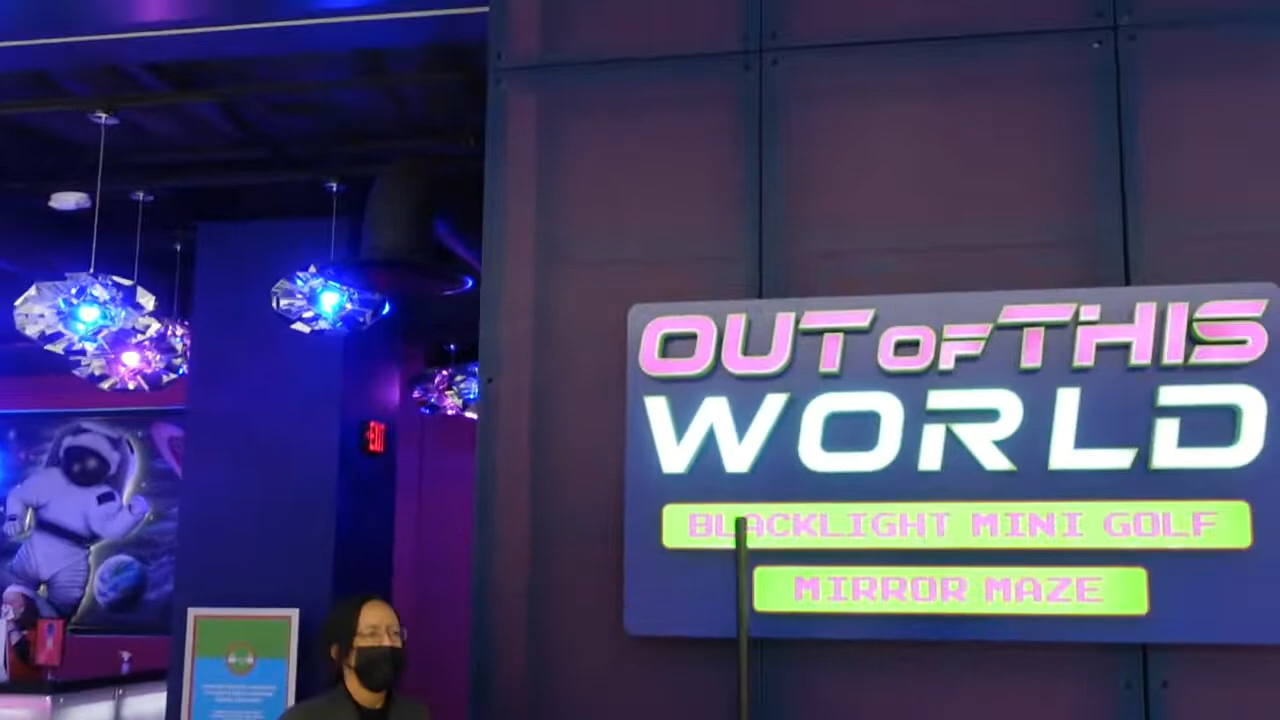 OUT OF THIS
WORLD
BLACKLIGHT MINI GOLF
MIRROR MAZE
EXIT